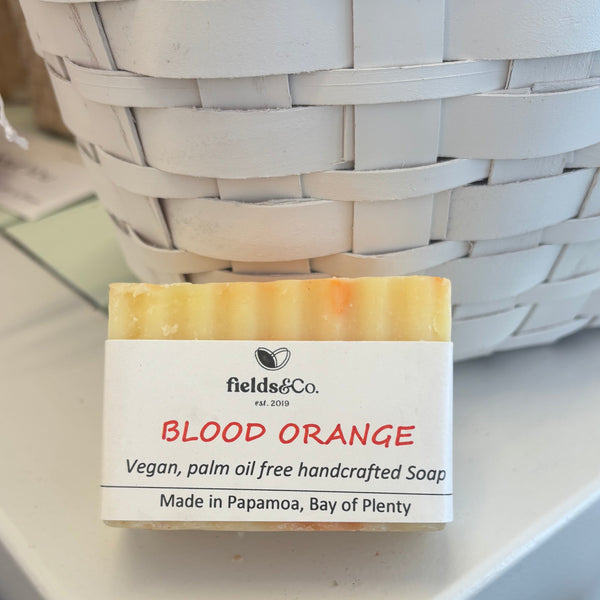 fields&Co.
est. 2019
BLOOD ORANGE
Vegan, palm oil free handcrafted Soap
Made in Papamoa, Bay of Plenty